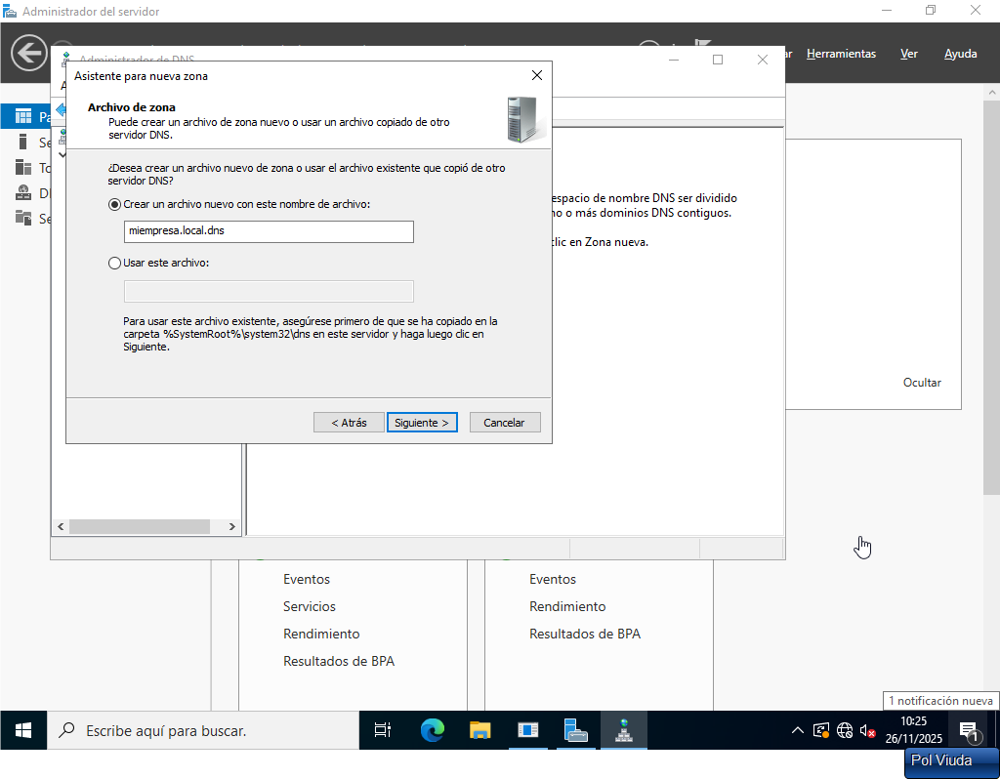 Administrador del servidor
Herramientas
Ver
Ayuda
Administrador de DNS
Asistente para nueva zona
Archivo de zona
Puede crear un archivo de zona nuevo o usar un archivo copiado de otro
servidor DNS.
¿Desea crear un archivo nuevo de zona o usar el archivo existente que copió de otro
servidor DNS?
Crear un archivo nuevo con este nombre de archivo:
miempresa.local.dns
Usar este archivo:
Para usar este archivo existente, asegúrese primero de que se ha copiado en la
carpeta %SystemRoot%\system32\dns en este servidor y haga luego clic en
Siguiente.
< Atrás
Siguiente >
Cancelar
espacio de nombre DNS ser dividido
o más dominios DNS contiguos.
clic en Zona nueva.
Ocultar
Eventos
Servicios
Rendimiento
Resultados de BPA
Eventos
Rendimiento
Resultados de BPA
1 notificación nueva
Escribe aquí para buscar.
10:25
26/11/2025
1
Pol Viuda